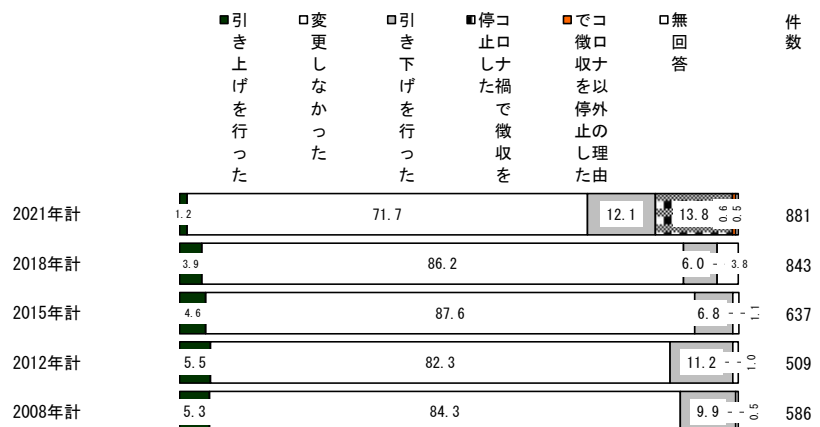 ■引き上げを行った
□変更しなかった
■引き下げを行った
■コロナ禍で徴収を
停止した
■コロナ以外の理由
で徴収を停止した
□無回答
件数
2021年計 1.2 71.7 12.1 13.8 0.6 0.5 881
2018年計 3.9 86.2 6.0 - - 3.8 843
2015年計 4.6 87.6 6.8 - - 1.1 637
2012年計 5.5 82.3 11.2 - - 1.0 509
2008年計 5.3 84.3 9.9 - - 0.5 586